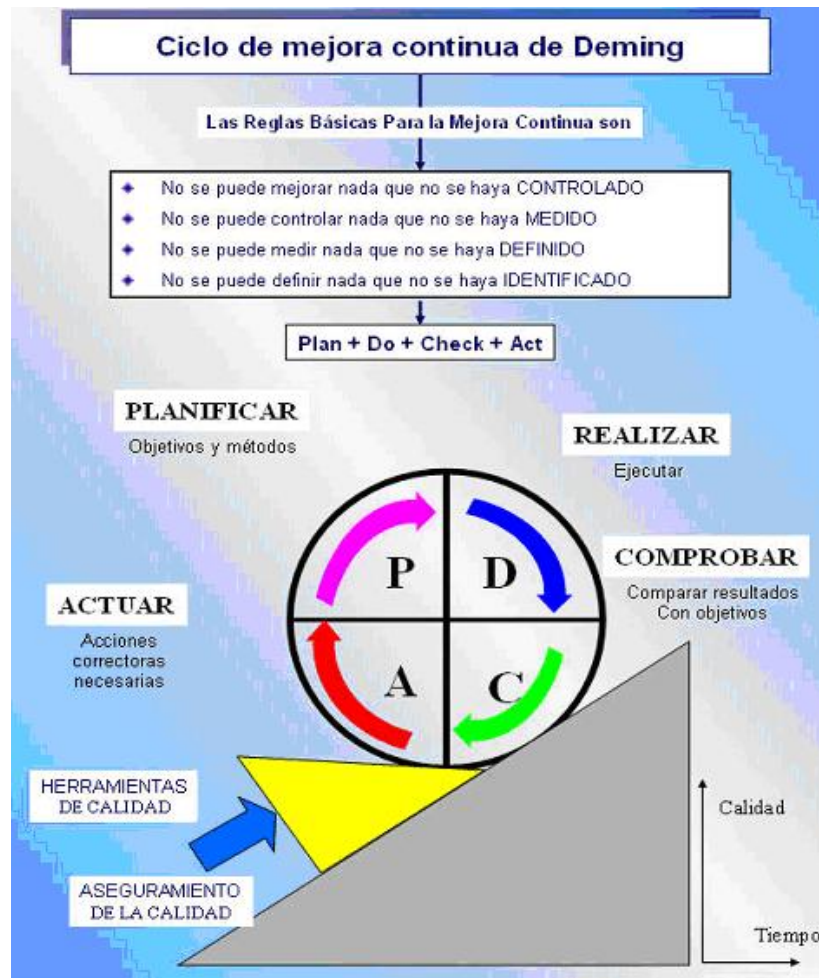 Ciclo de mejora continua de Deming
Las Reglas Básicas Para la Mejora Continua son
No se puede mejorar nada que no se haya CONTROLADO
No se puede controlar nada que no se haya MEDIDO
No se puede medir nada que no se haya DEFINIDO
No se puede definir nada que no se haya IDENTIFICADO
Plan + Do + Check + Act
PLANIFICAR
Objetivos y métodos
REALIZAR
Ejecutar
P
D
COMPROBAR
Comparar resultados
Con objetivos
ACTUAR
Acciones
correctoras
necesarias
A
C
HERRAMIENTAS
DE CALIDAD
Calidad
ASEGURAMIENTO
DE LA CALIDAD
Tiempo